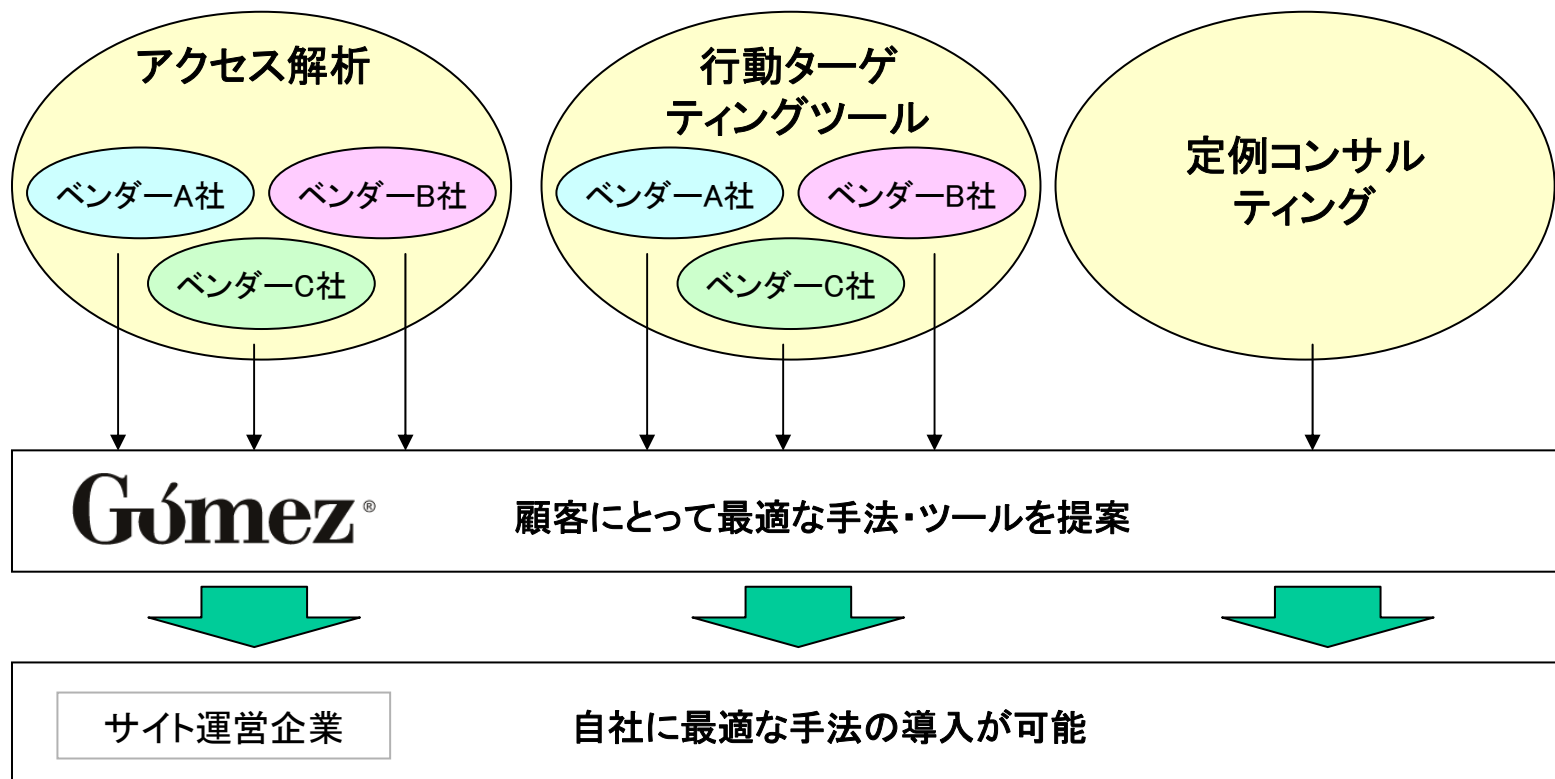 アクセス解析
ベンダーA社
ベンダーB社
ベンダーC社
行動ターゲ
ティングツール
ベンダーA社
ベンダーB社
ベンダーC社
定例コンサル
ティング
Gómez®
顧客にとって最適な手法・ツールを提案
サイト運営企業
自社に最適な手法の導入が可能